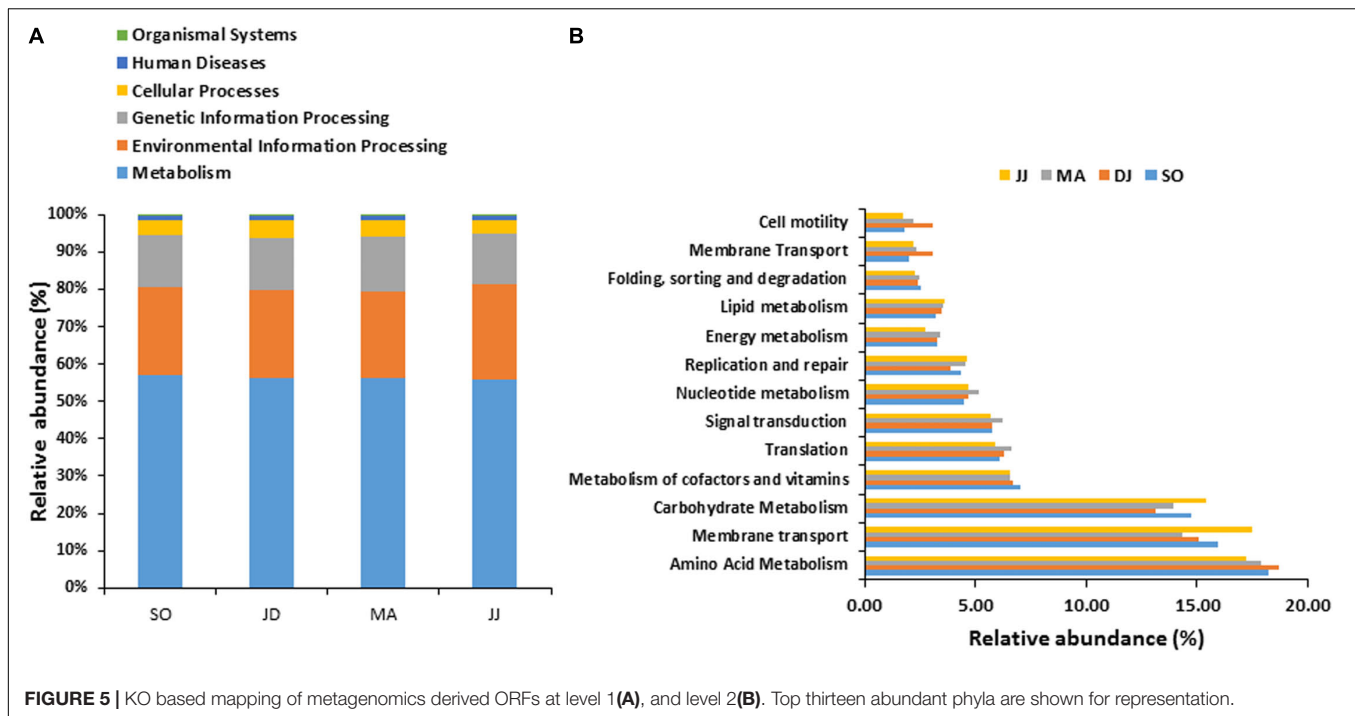 A
Organismal Systems
Human Diseases
Cellular Processes
Genetic Information Processing
Environmental Information Processing
Metabolism
100%
90%
80%
70%
60%
50%
40%
30%
20%
10%
0%
Relative abundance (%)
SO JD MA JJ
B
JJ MA DJ SO
Cell motility
Membrane Transport
Folding, sorting and degradation
Lipid metabolism
Energy metabolism
Replication and repair
Nucleotide metabolism
Signal transduction
Translation
Metabolism of cofactors and vitamins
Carbohydrate Metabolism
Membrane transport
Amino Acid Metabolism
0.00 5.00 10.00 15.00 20.00
Relative abundance (%)
FIGURE 5 | KO based mapping of metagenomics derived ORFs at level 1(A), and level 2(B). Top thirteen abundant phyla are shown for representation.